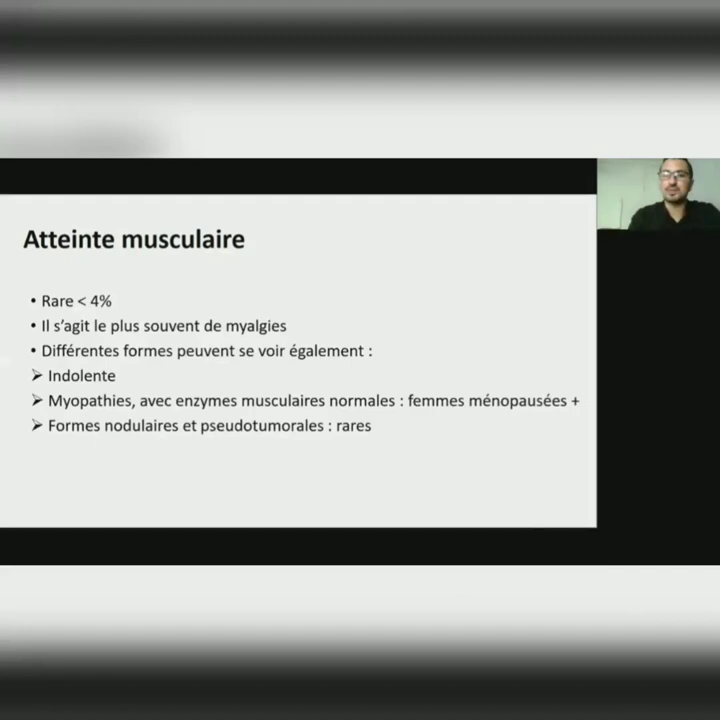 Atteinte musculaire
• Rare < 4%
• Il s'agit le plus souvent de myalgies
• Différentes formes peuvent se voir également :
➢ Indolente
➢ Myopathies, avec enzymes musculaires normales : femmes ménopausées +
➢ Formes nodulaires et pseudotumorales : rares